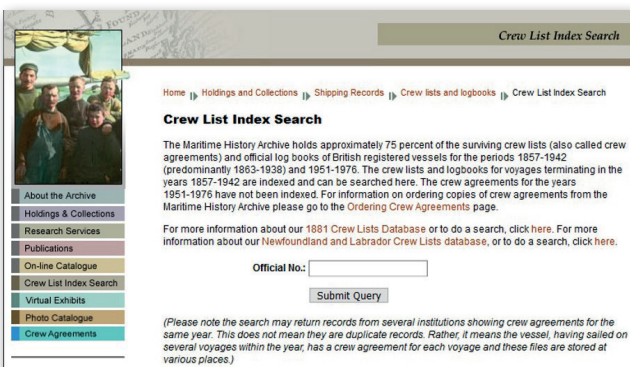 FOUND
AND
Crew List Index Search
Home Holdings and Collections Shipping Records Crew lists and logbooks Crew List Index Search
Crew List Index Search
The Maritime History Archive holds approximately 75 percent of the surviving crew lists (also called crew
agreements) and official log books of British registered vessels for the periods 1857-1942
(predominantly 1863-1938) and 1951-1976. The crew lists and logbooks for voyages terminating in the
years 1857-1942 are indexed and can be searched here. The crew agreements for the years
1951-1976 have not been indexed. For information on ordering copies of crew agreements from the
Maritime History Archive please go to the Ordering Crew Agreements page.
For more information about our 1881 Crew Lists Database or to do a search, click here. For more
information about our Newfoundland and Labrador Crew Lists database, or to do a search, click here.
Official No.:
Submit Query
(Please note the search may return records from several institutions showing crew agreements for the
same year. This does not mean they are duplicate records. Rather, it means the vessel, having sailed on
several voyages within the year, has a crew agreement for each voyage and these files are stored at
various places.)
About the Archive
Holdings & Collections
Research Services
Publications
On-line Catalogue
Crew List Index Search
Virtual Exhibits
Photo Catalogue
Crew Agreements